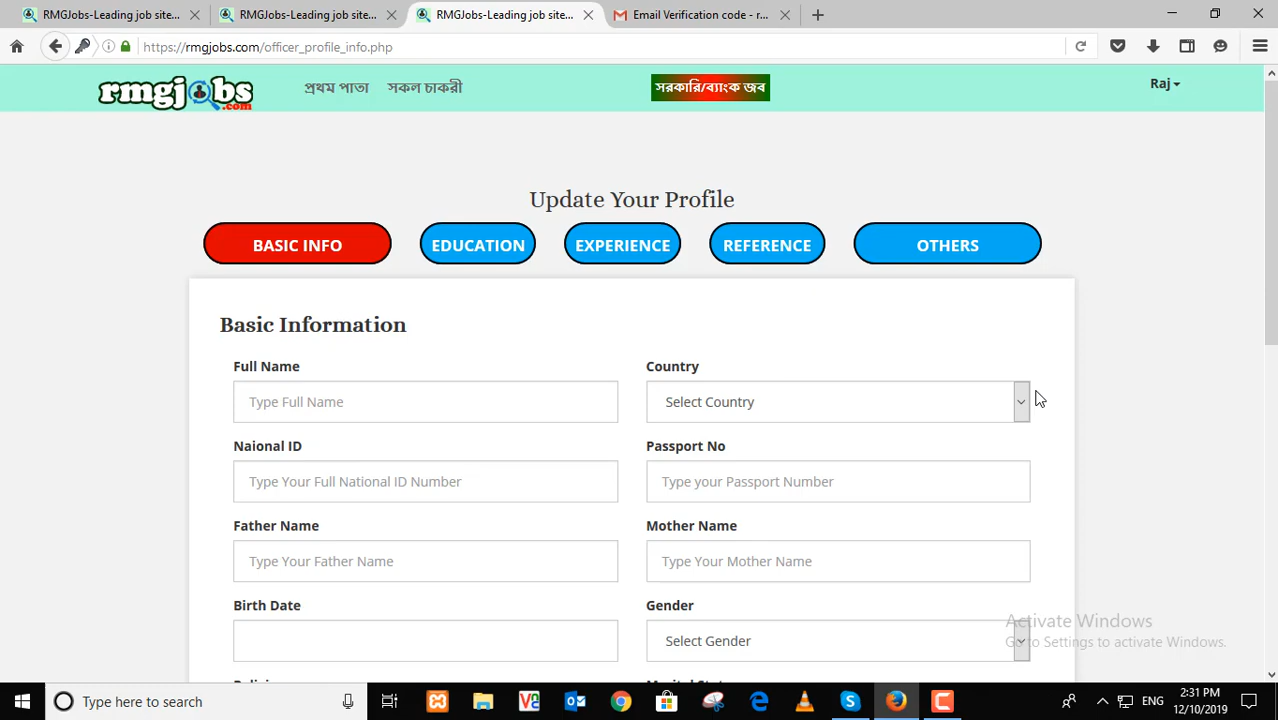 RMGJobs-Leading job site...
RMGJobs-Leading job site...
RMGJobs-Leading job site...
Email Verification code - r...
https://rmgjobs.com/officer_profile_info.php
rmgjobs.com
প্রথম পাতা
সকল চাকরী
সরকারি/ব্যাংক জব
Raj
Update Your Profile
BASIC INFO
EDUCATION
EXPERIENCE
REFERENCE
OTHERS
Basic Information
Full Name
Country
Type Full Name
Select Country
Naional ID
Passport No
Type Your Full National ID Number
Type your Passport Number
Father Name
Mother Name
Type Your Father Name
Type Your Mother Name
Birth Date
Gender
Select Gender
Activate Windows
Go to Settings to activate Windows.
Type here to search
ENG
2:31 PM
12/10/2019